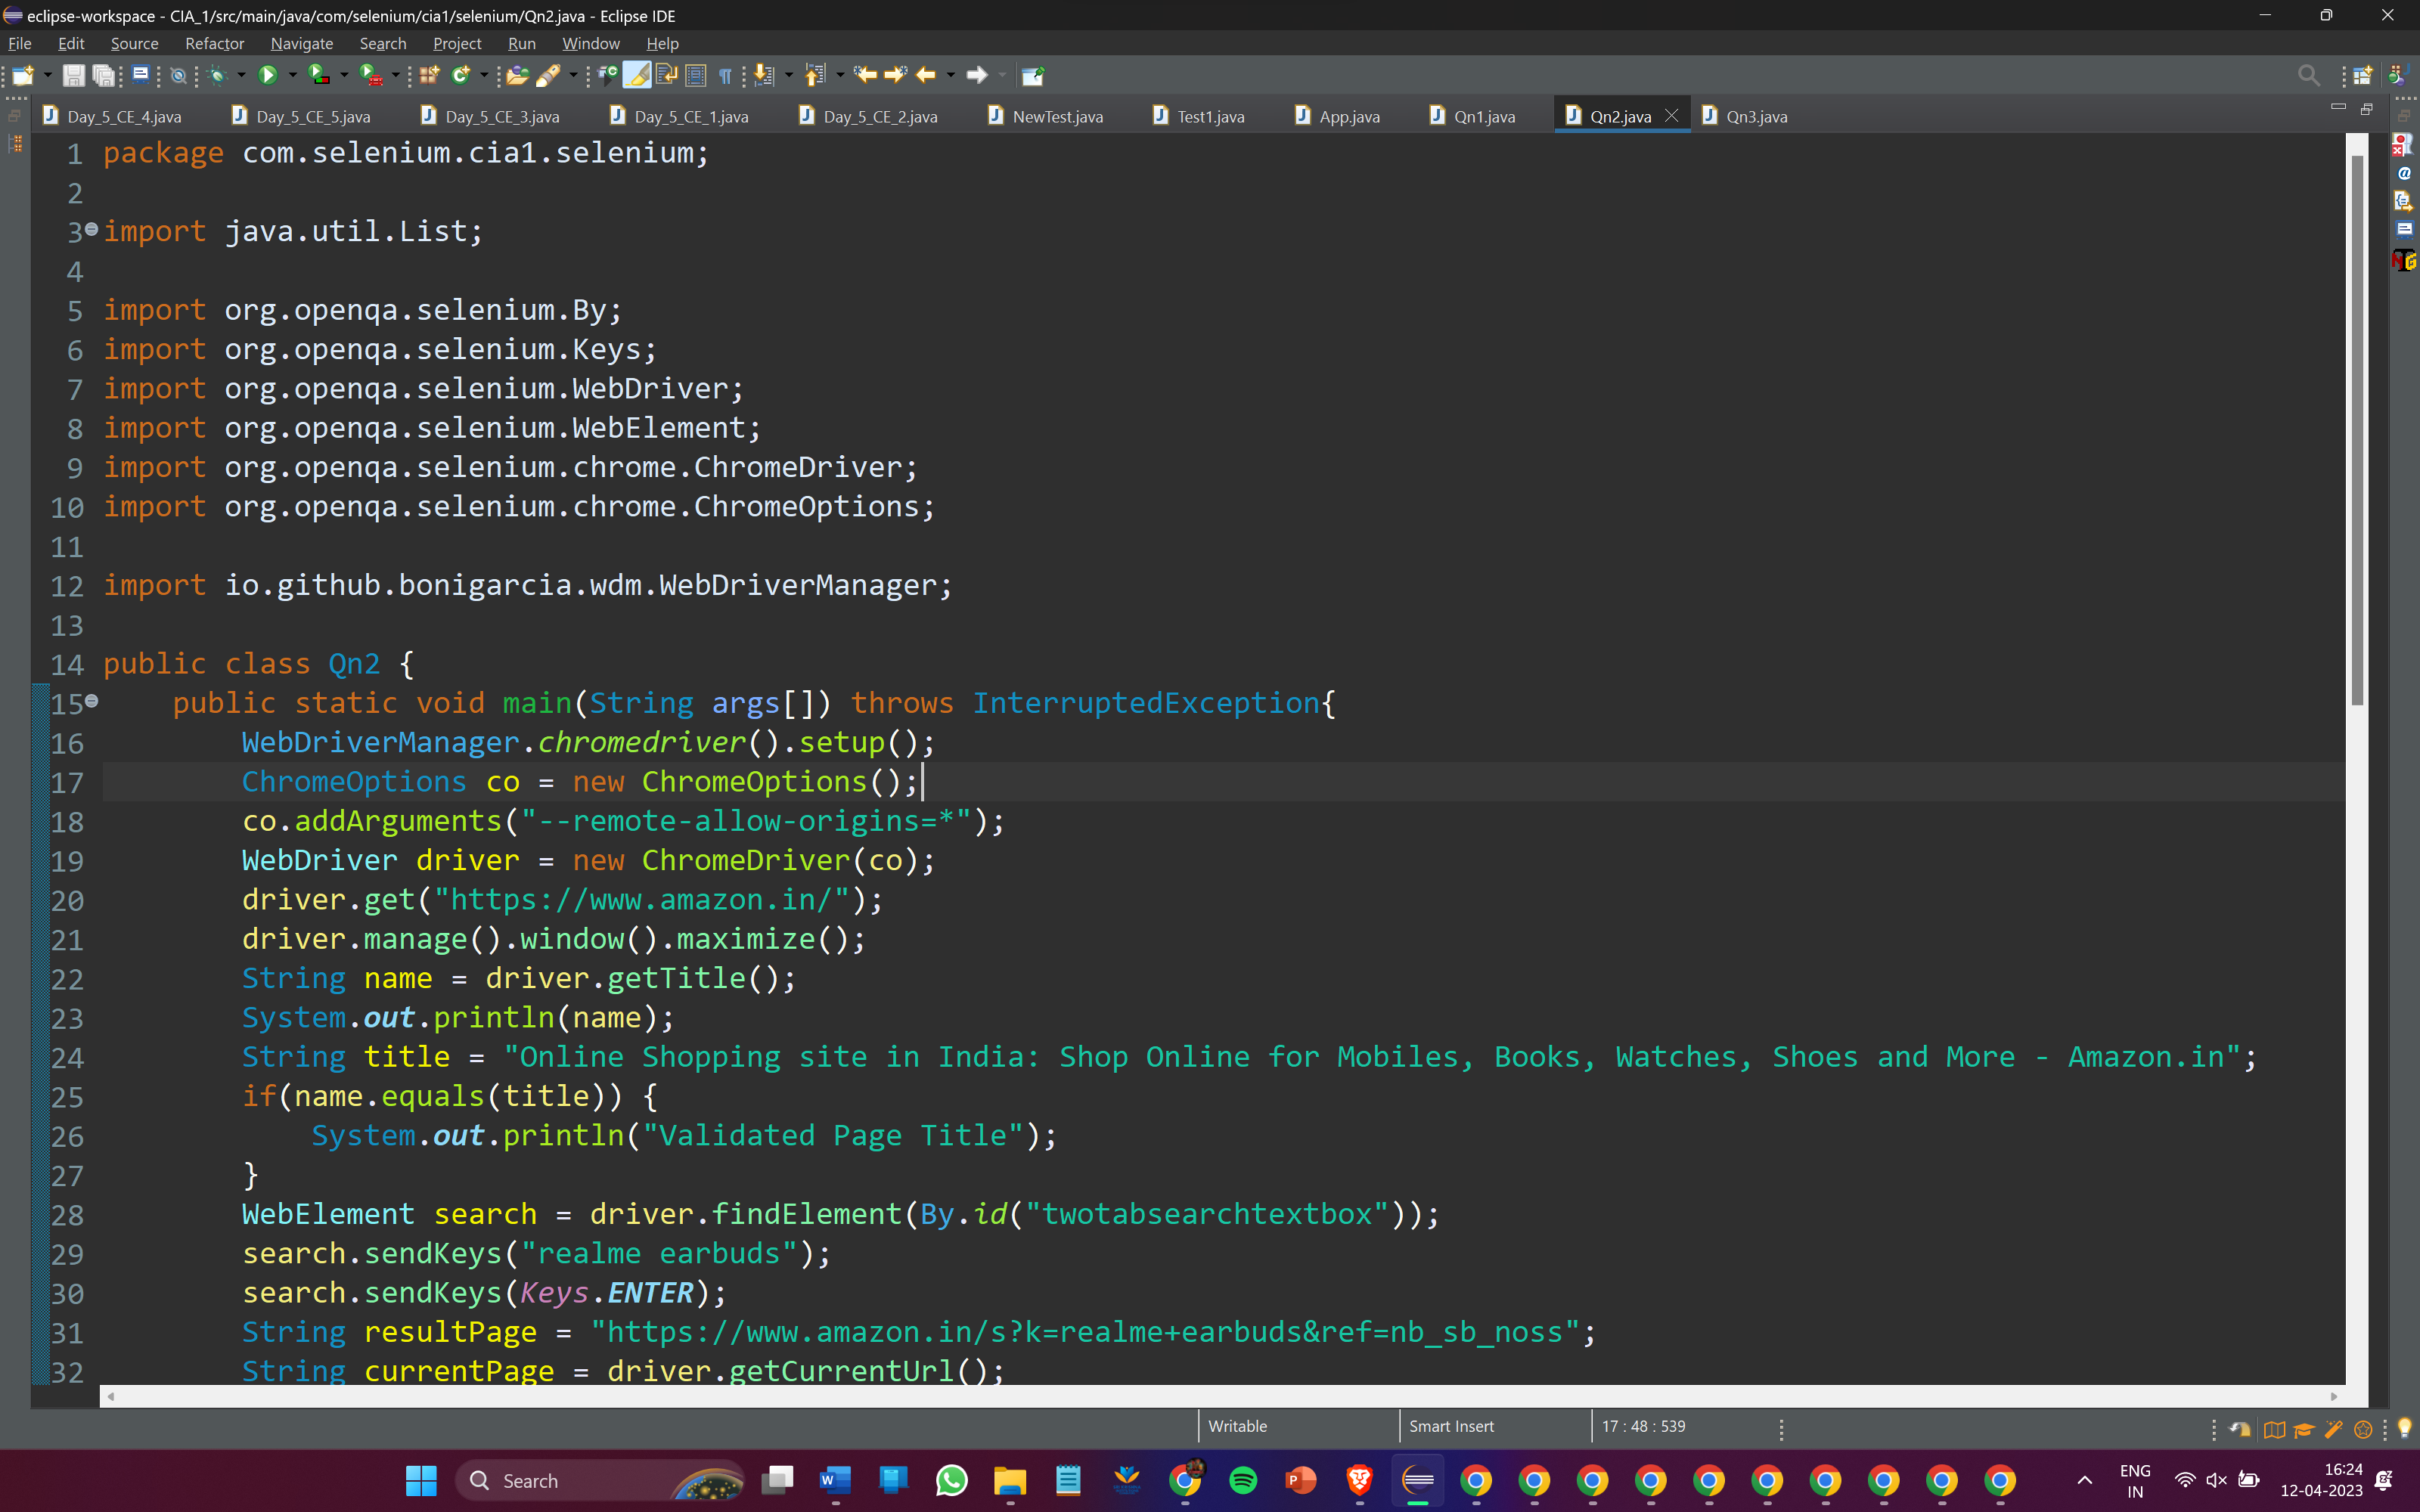 eclipse-workspace - CIA_1/src/main/java/com/selenium/cia1/selenium/Qn2.java - Eclipse IDE
File Edit Source Refactor Navigate Search Project Run Window Help
Day_5_CE_4.java Day_5_CE_5.java Day_5_CE_3.java Day_5_CE_1.java Day_5_CE_2.java NewTest.java Test1.java App.java Qn1.java Qn2.java Qn3.java
1 package com.selenium.cia1.selenium;
2
3 import java.util.List;
4
5 import org.openqa.selenium.By;
6 import org.openqa.selenium.Keys;
7 import org.openqa.selenium.WebDriver;
8 import org.openqa.selenium.WebElement;
9 import org.openqa.selenium.chrome.ChromeDriver;
10 import org.openqa.selenium.chrome.ChromeOptions;
11
12 import io.github.bonigarcia.wdm.WebDriverManager;
13
14 public class Qn2 {
15     public static void main(String args[]) throws InterruptedException{
16         WebDriverManager.chromedriver().setup();
17         ChromeOptions co = new ChromeOptions();
18         co.addArguments("--remote-allow-origins=*");
19         WebDriver driver = new ChromeDriver(co);
20         driver.get("https://www.amazon.in/");
21         driver.manage().window().maximize();
22         String name = driver.getTitle();
23         System.out.println(name);
24         String title = "Online Shopping site in India: Shop Online for Mobiles, Books, Watches, Shoes and More - Amazon.in";
25         if(name.equals(title)) {
26             System.out.println("Validated Page Title");
27         }
28         WebElement search = driver.findElement(By.id("twotabsearchtextbox"));
29         search.sendKeys("realme earbuds");
30         search.sendKeys(Keys.ENTER);
31         String resultPage = "https://www.amazon.in/s?k=realme+earbuds&ref=nb_sb_noss";
32         String currentPage = driver.getCurrentUrl();
Writable Smart Insert 17 : 48 : 539
Search ENG 16:24
IN 12-04-2023